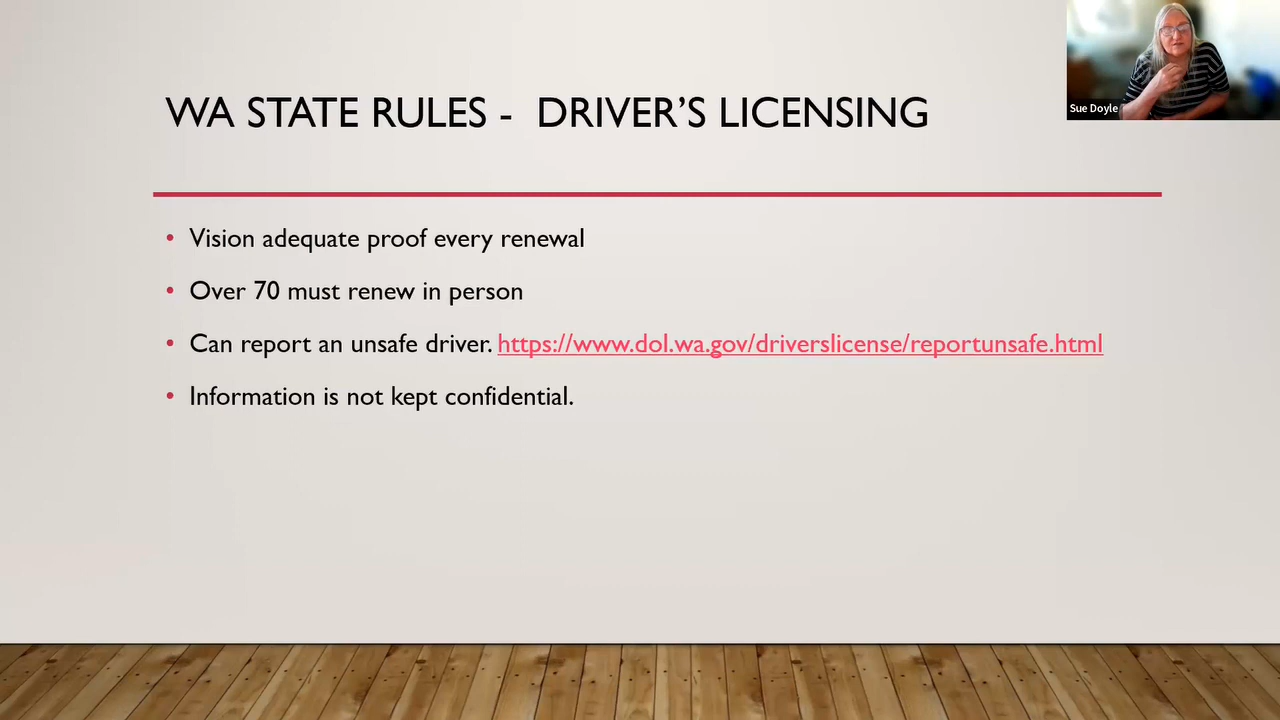 WA STATE RULES - DRIVER’S LICENSING
Sue Doyle
• Vision adequate proof every renewal
• Over 70 must renew in person
• Can report an unsafe driver. https://www.dol.wa.gov/driverslicense/reportunsafe.html
• Information is not kept confidential.